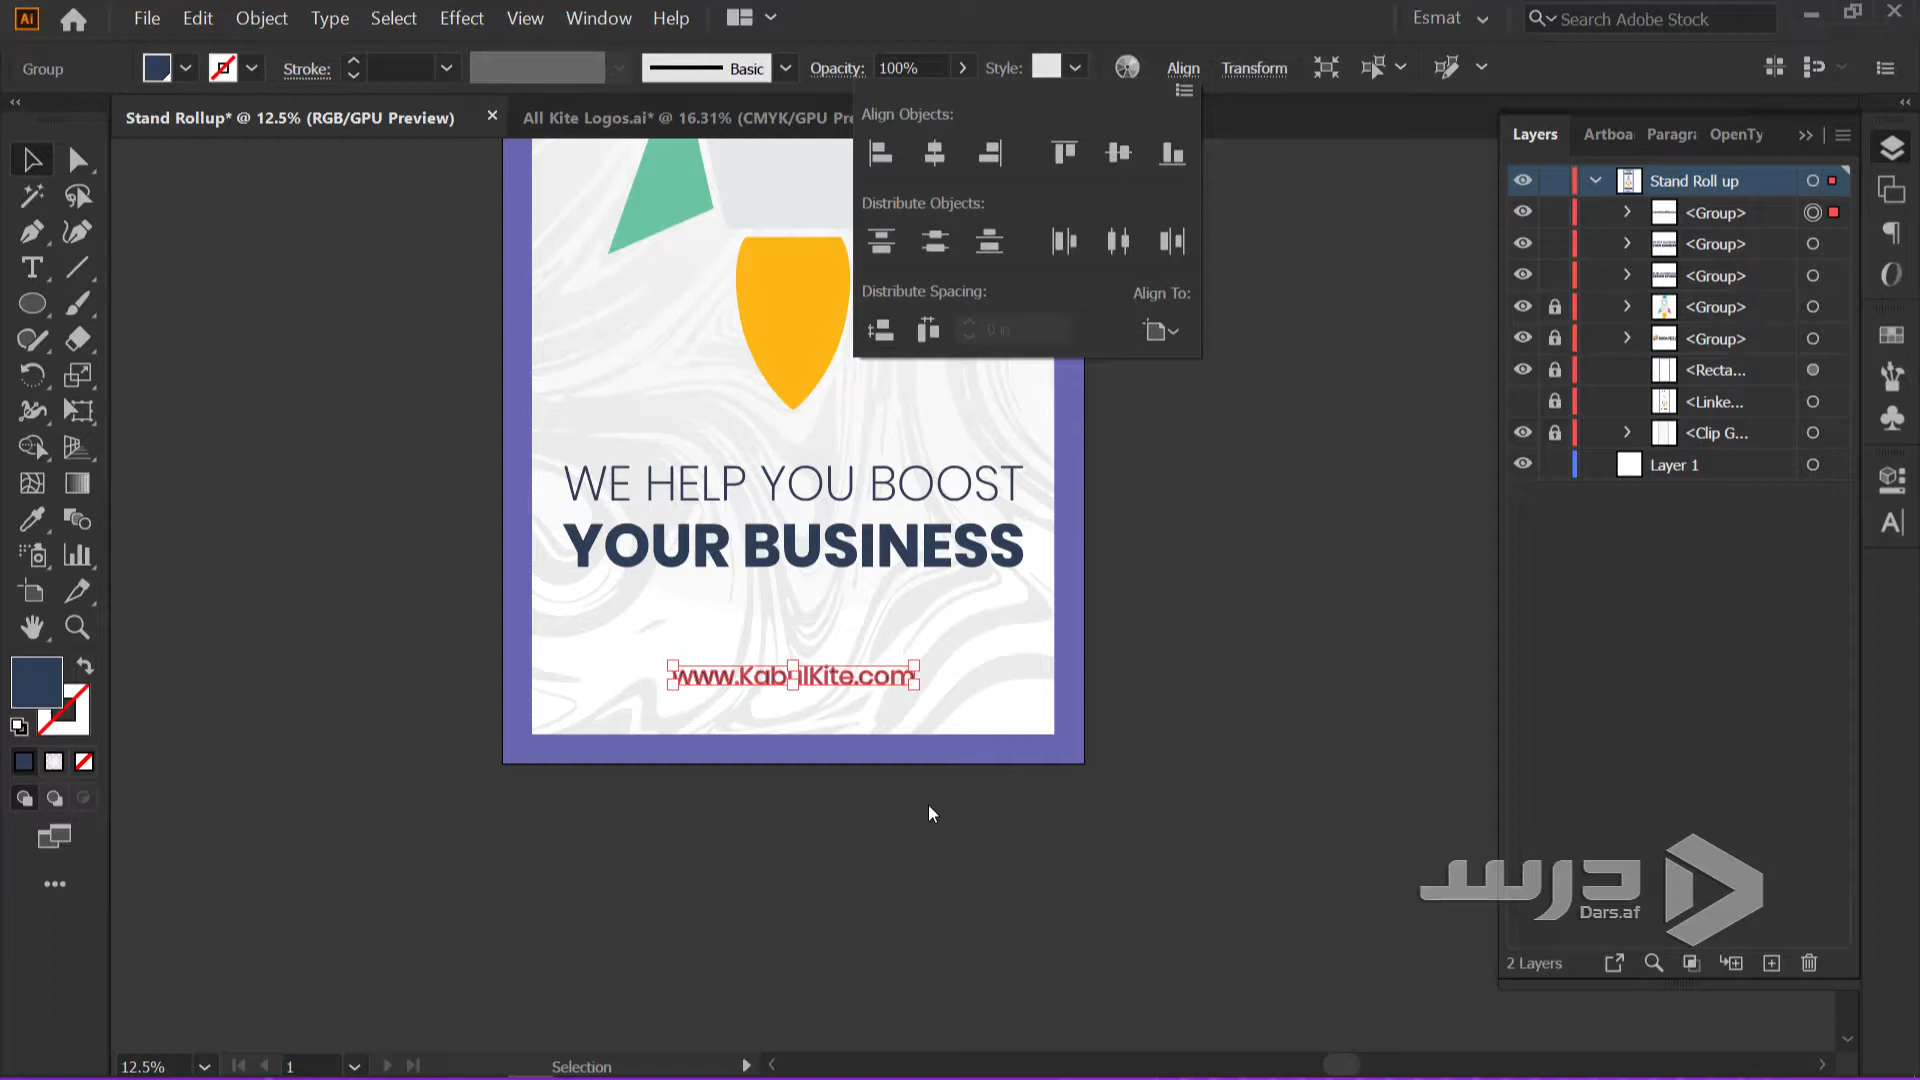 Ai File Edit Object Type Select Effect View Window Help Esmat Search Adobe Stock
Group Stroke: Basic Opacity: 100% Style: Align Transform
Stand Rollup* @ 12.5% (RGB/GPU Preview) All Kite Logos.ai* @ 16.31% (CMYK/GPU Pre
Align Objects:
Distribute Objects:
Distribute Spacing: Align To:
0 in
Layers Artboa Paragra OpenTy
Stand Roll up
<Group>
<Group>
<Group>
<Group>
<Group>
<Recta...
<Linke...
<Clip G...
Layer 1
WE HELP YOU BOOST
YOUR BUSINESS
www.KabulKite.com
درس
Dars.af
2 Layers
12.5% 1 Selection